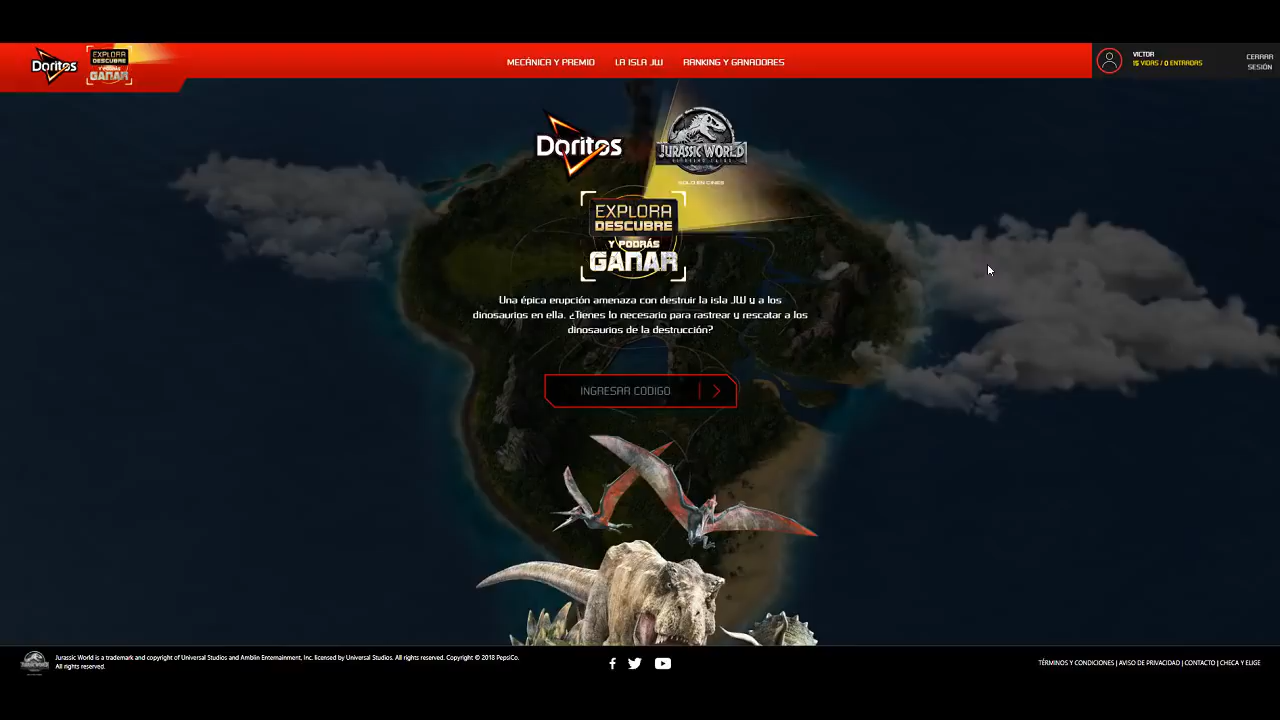 Doritos
EXPLORA
DESCUBRE
GANAR
MECÁNICA Y PREMIO
LA ISLA JW
RANKING Y GANADORES
VICTOR
15 VIDAS / 0 ENTRADAS
CERRAR
SESIÓN
Doritos
JURASSIC WORLD
SOLO EN CINES
EXPLORA
DESCUBRE
Y PODRÁS
GANAR
Una épica erupción amenaza con destruir la isla JW y a los
dinosaurios en ella. ¿Tienes lo necesario para rastrear y rescatar a los
dinosaurios de la destrucción?
INGRESAR CODIGO
Jurassic World is a trademark and copyright of Universal Studios and Amblin Entertainment, Inc. licensed by Universal Studios. All rights reserved. Copyright © 2018 PepsiCo.
All rights reserved.
TÉRMINOS Y CONDICIONES | AVISO DE PRIVACIDAD | CONTACTO | CHECA Y ELIGE